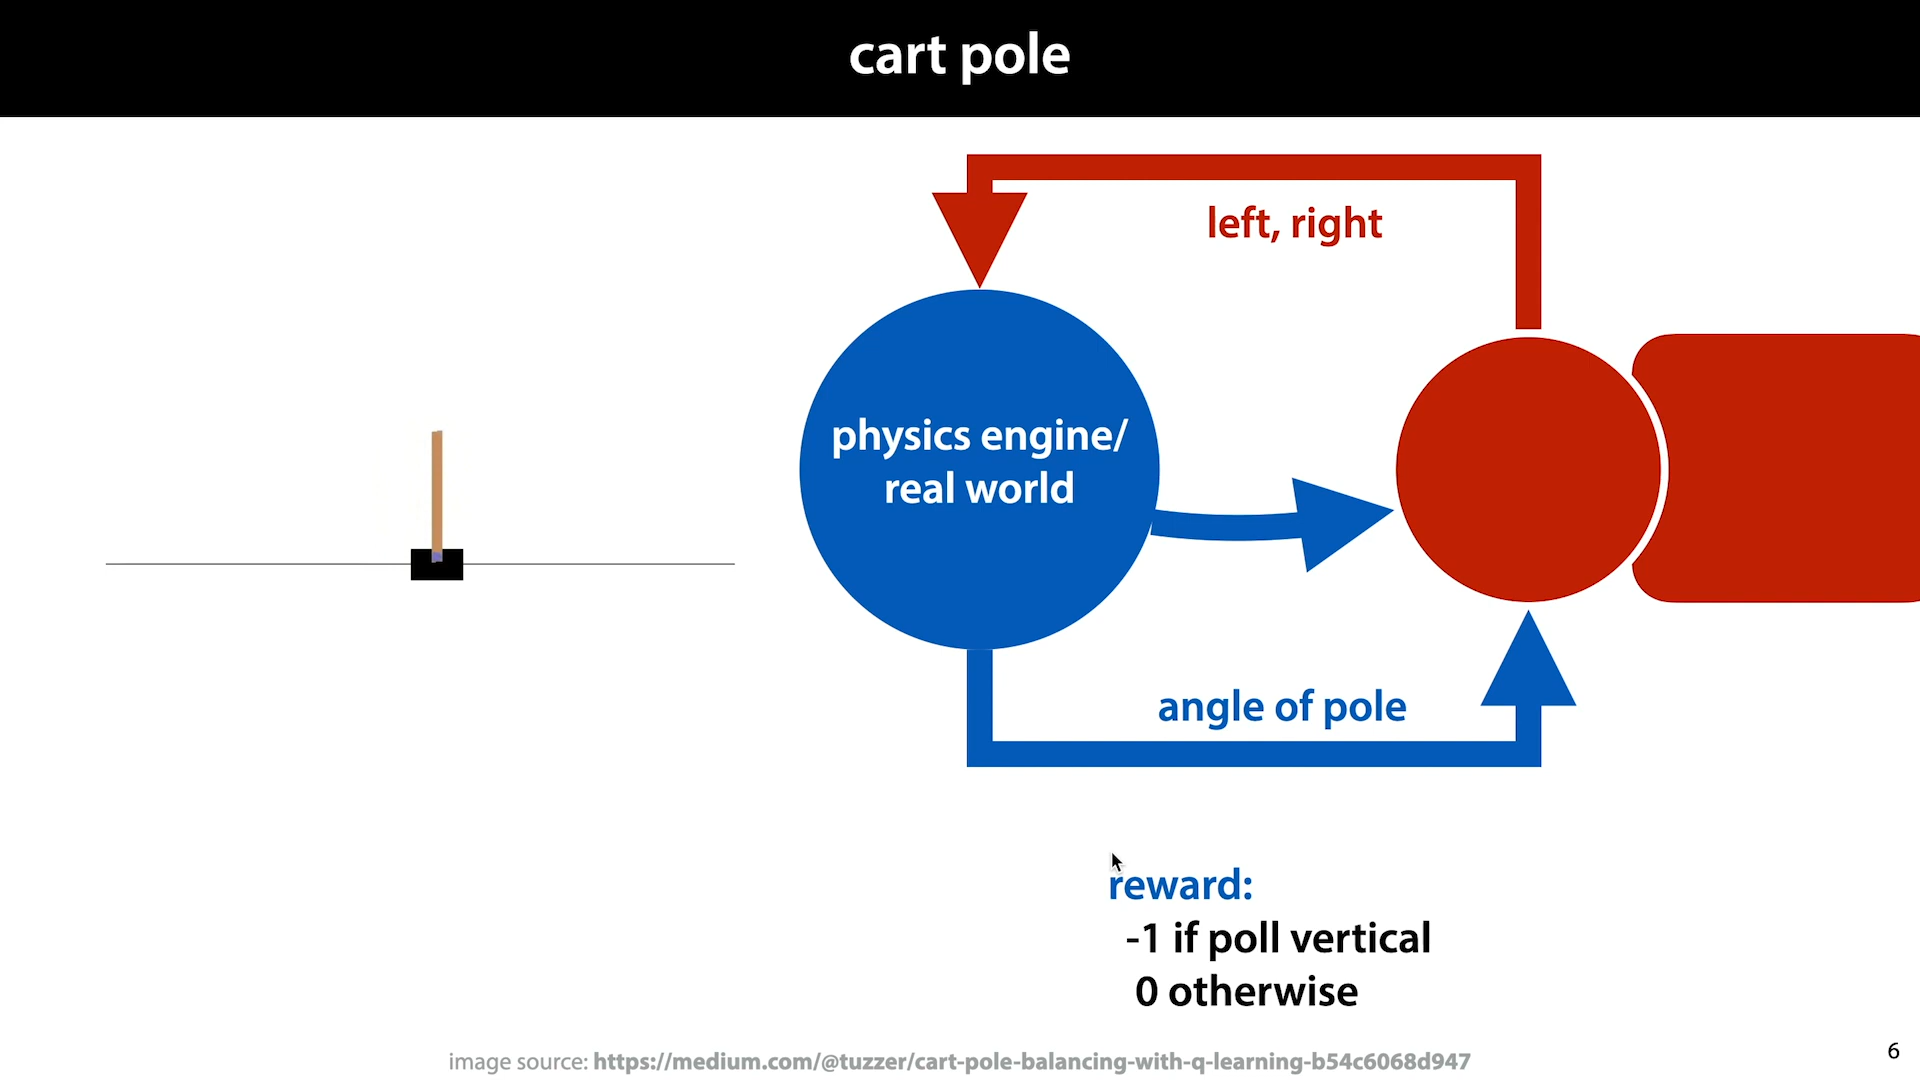 cart pole
left, right
physics engine/
real world
angle of pole
reward:
-1 if poll vertical
0 otherwise
image source: https://medium.com/@tuzzer/cart-pole-balancing-with-q-learning-b54c6068d947
6